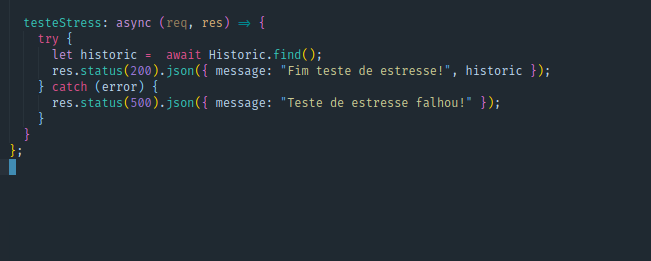 testeStress: async (req, res) => {
try {
let historic =  await Historic.find();
res.status(200).json({ message: "Fim teste de estresse!", historic });
} catch (error) {
res.status(500).json({ message: "Teste de estresse falhou!" });
}
}
};